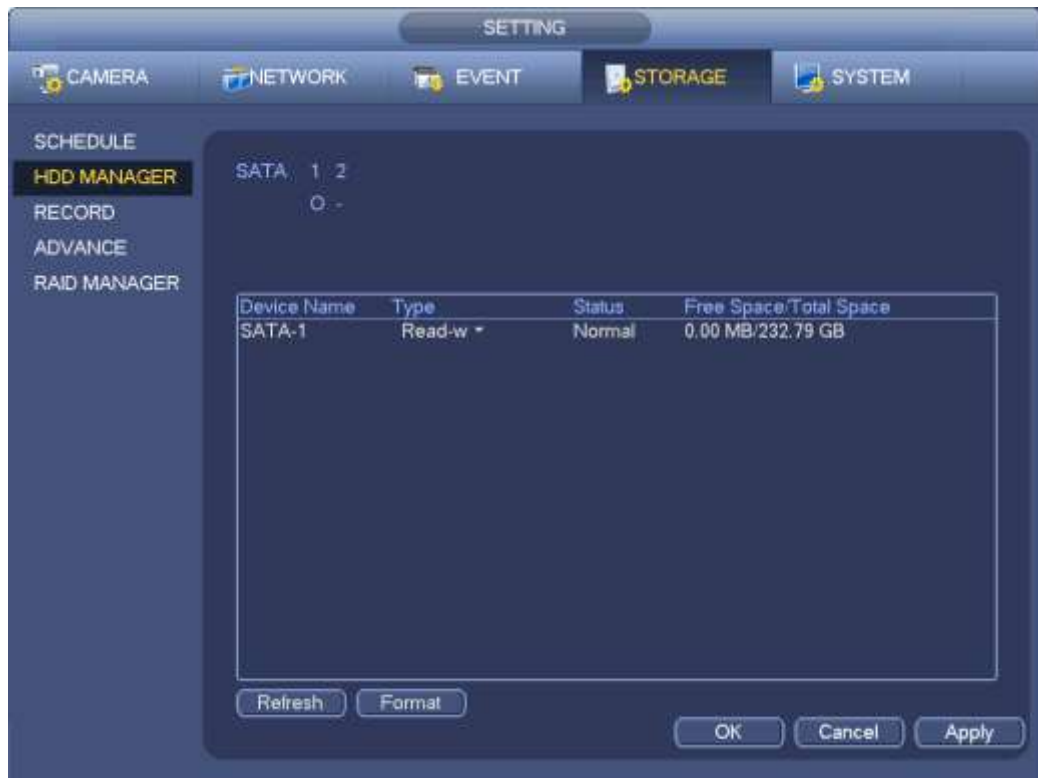 SETTING
CAMERA NETWORK EVENT STORAGE SYSTEM
SCHEDULE
HDD MANAGER
RECORD
ADVANCE
RAID MANAGER
SATA 1 2
O -
Device Name Type Status Free Space/Total Space
SATA-1 Read-w Normal 0.00 MB/232.79 GB
Refresh Format
OK Cancel Apply